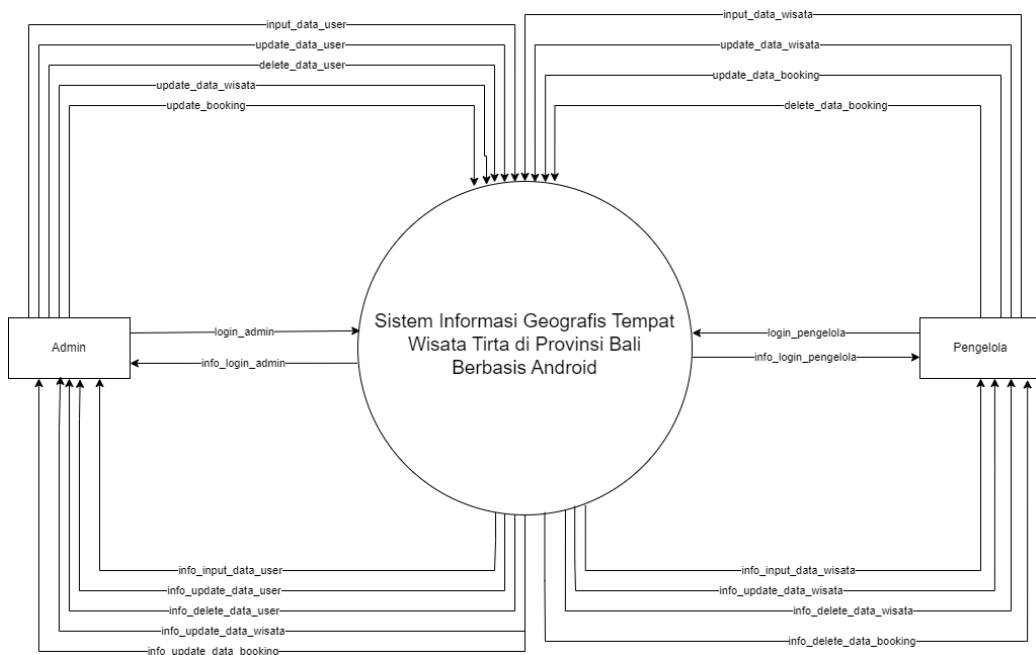 input_data_user
update_data_user
delete_data_user
update_data_wisata
update_booking
input_data_wisata
update_data_wisata
update_data_booking
delete_data_booking
Admin
login_admin
info_login_admin
Sistem Informasi Geografis Tempat
Wisata Tirta di Provinsi Bali
Berbasis Android
login_pengelola
info_login_pengelola
Pengelola
info_input_data_user
info_update_data_user
info_delete_data_user
info_update_data_wisata
info_update_data_booking
info_input_data_wisata
info_update_data_wisata
info_delete_data_wisata
info_delete_data_booking